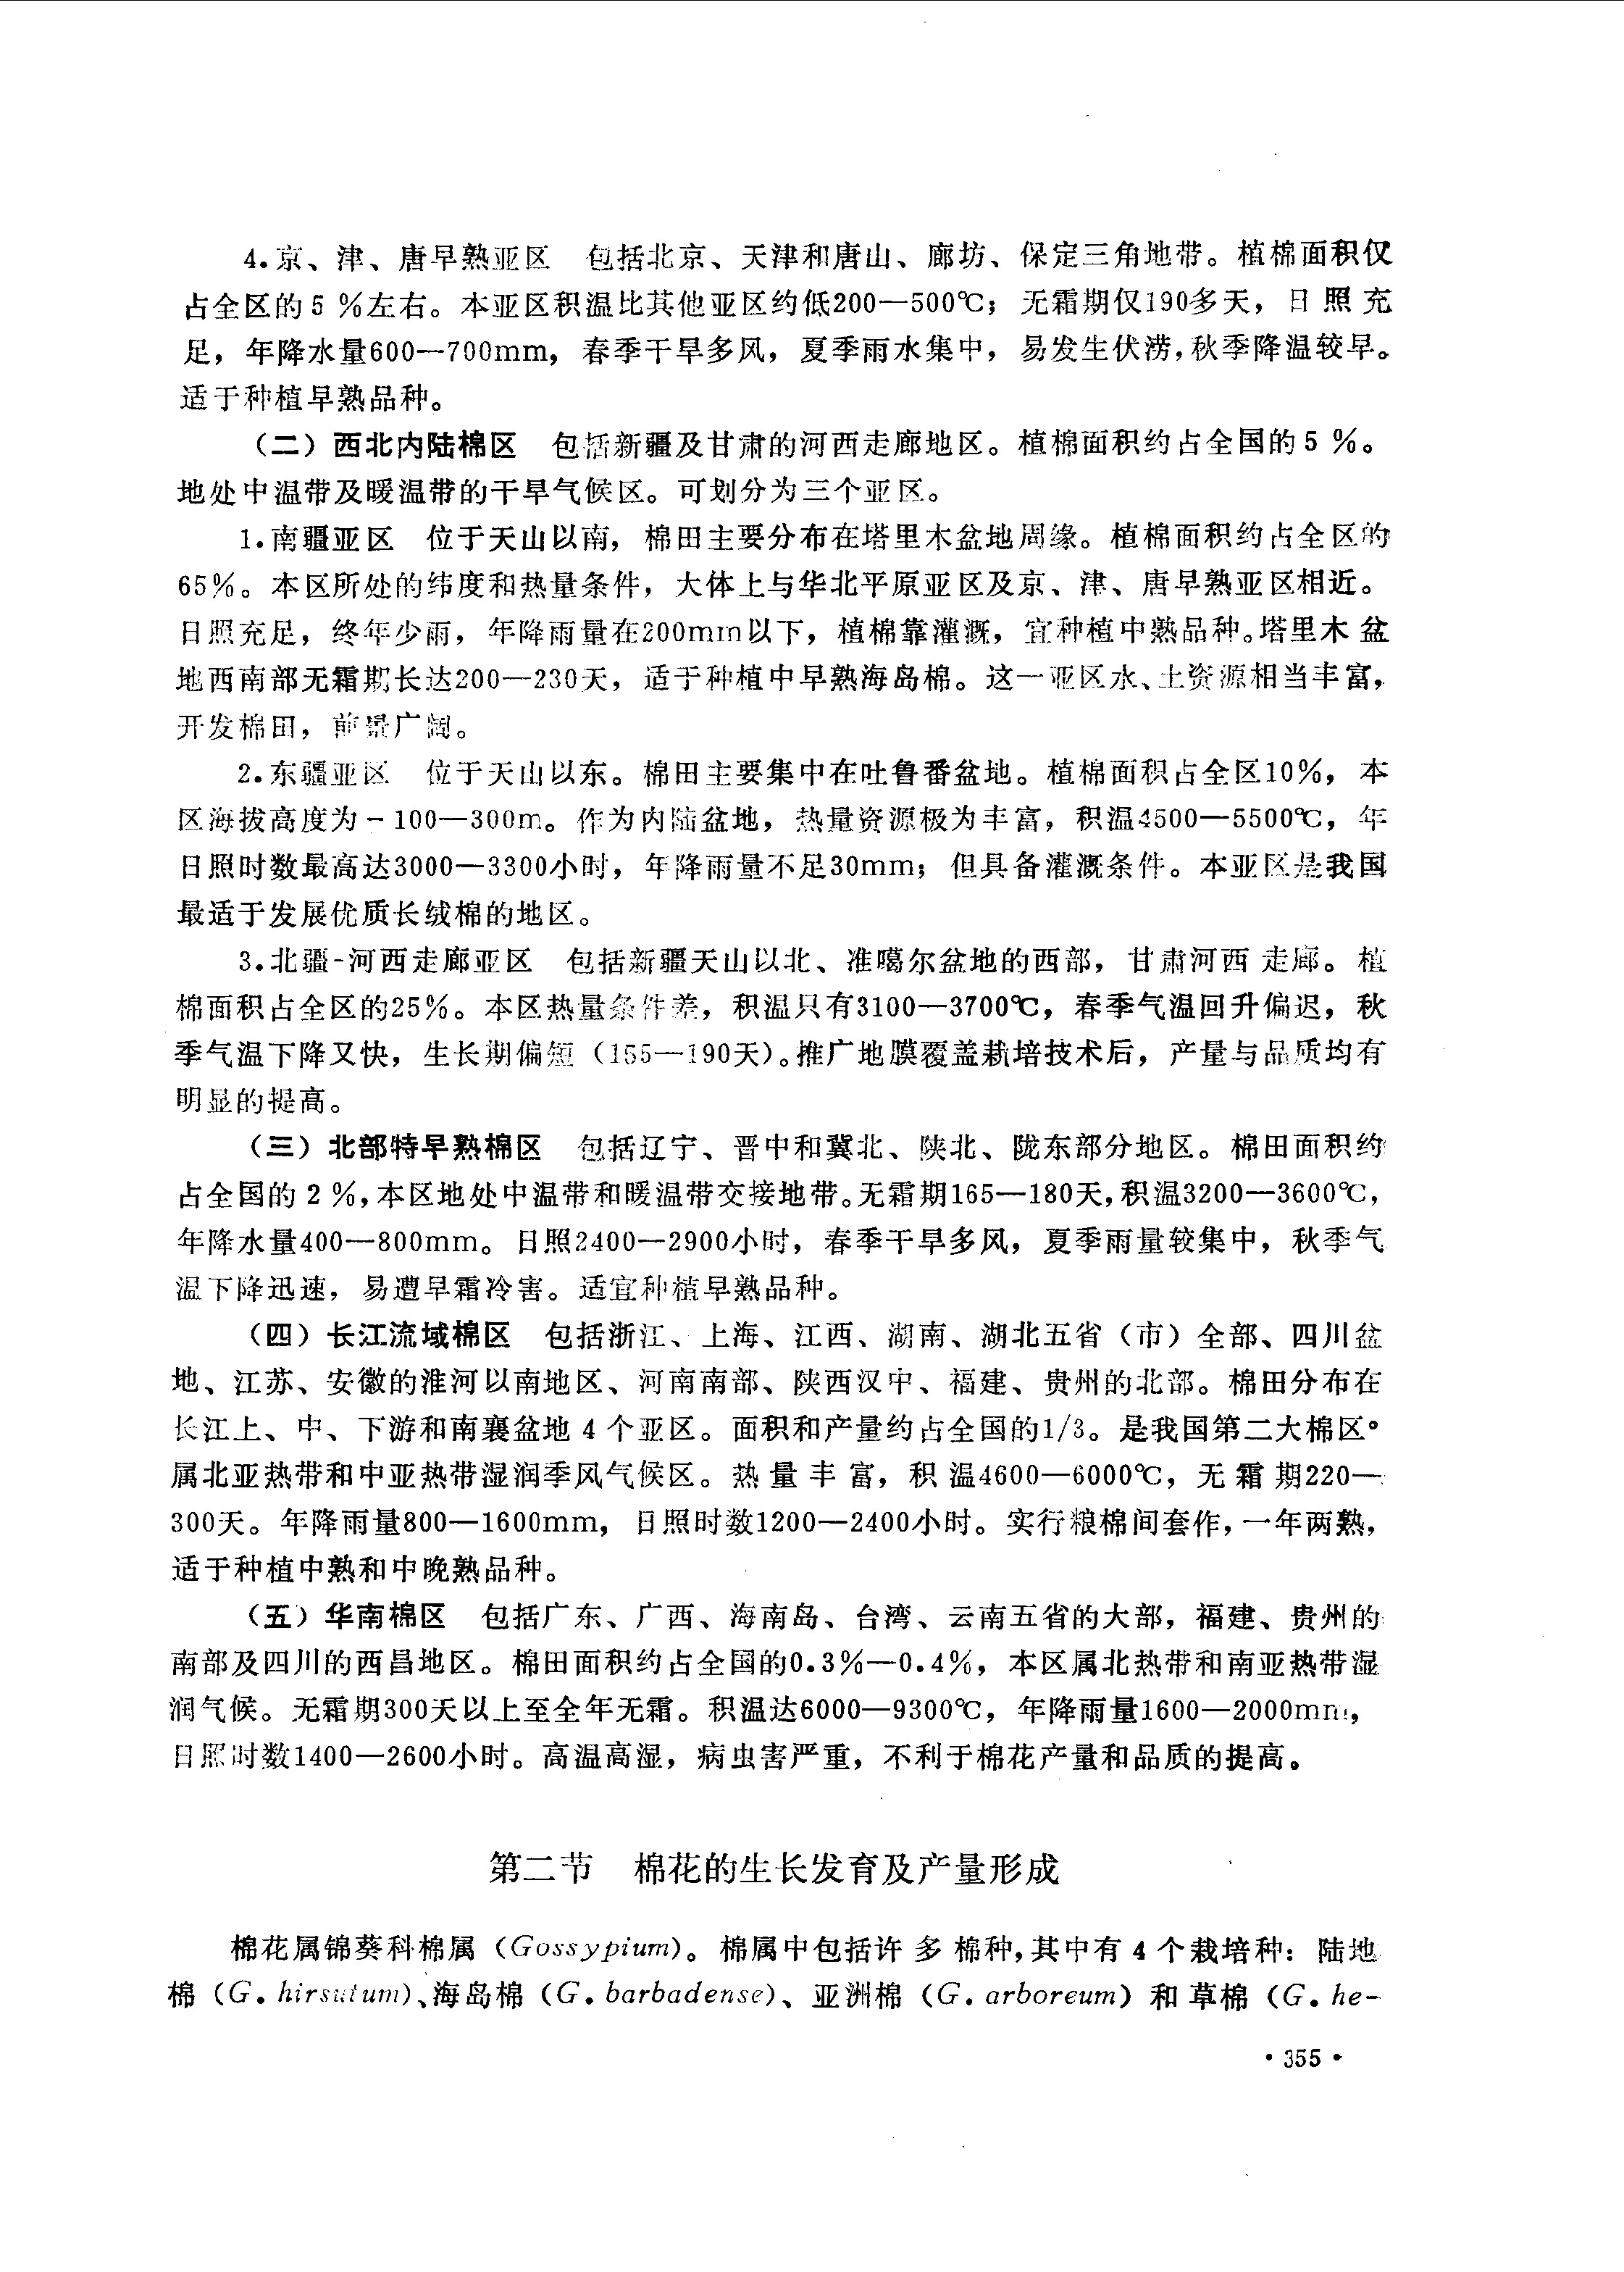 4.京、津、唐早熟亚区　包括北京、天津和唐山、廊坊、保定三角地带。植棉面积仅
占全区的5％左右。本亚区积温比其他亚区约低200—500℃；无霜期仅190多天，日照充
足，年降水量600—700mm，春季干旱多风，夏季雨水集中，易发生伏涝，秋季降温较早。
适于种植早熟品种。
（二）西北内陆棉区　包括新疆及甘肃的河西走廊地区。植棉面积约占全国的5％。
地处中温带及暖温带的干旱气候区。可划分为三个亚区。
1.南疆亚区　位于天山以南，棉田主要分布在塔里木盆地周缘。植棉面积约占全区的
65％。本区所处的纬度和热量条件，大体上与华北平原亚区及京、津、唐早熟亚区相近。
日照充足，终年少雨，年降雨量在200mm以下，植棉靠灌溉，宜种植中熟品种。塔里木盆
地西南部无霜期长达200—230天，适于种植中早熟海岛棉。这一亚区水、土资源相当丰富，
开发棉田，前景广阔。
2.东疆亚区　位于天山以东。棉田主要集中在吐鲁番盆地。植棉面积占全区10％，本
区海拔高度为－100—300m。作为内陆盆地，热量资源极为丰富，积温4500—5500℃，年
日照时数最高达3000—3300小时，年降雨量不足30mm；但具备灌溉条件。本亚区是我国
最适于发展优质长绒棉的地区。
3.北疆-河西走廊亚区　包括新疆天山以北、准噶尔盆地的西部，甘肃河西走廊。植
棉面积占全区的25％。本区热量条件差，积温只有3100—3700℃，春季气温回升偏迟，秋
季气温下降又快，生长期偏短（155—190天）。推广地膜覆盖栽培技术后，产量与品质均有
明显的提高。
（三）北部特早熟棉区　包括辽宁、晋中和冀北、陕北、陇东部分地区。棉田面积约
占全国的2％，本区地处中温带和暖温带交接地带。无霜期165—180天，积温3200—3600℃，
年降水量400—800mm。日照2400—2900小时，春季干旱多风，夏季雨量较集中，秋季气
温下降迅速，易遭早霜冷害。适宜种植早熟品种。
（四）长江流域棉区　包括浙江、上海、江西、湖南、湖北五省（市）全部、四川盆
地、江苏、安徽的淮河以南地区、河南南部、陕西汉中、福建、贵州的北部。棉田分布在
长江上、中、下游和南襄盆地4个亚区。面积和产量约占全国的1/3。是我国第二大棉区。
属北亚热带和中亚热带湿润季风气候区。热量丰富，积温4600—6000℃，无霜期220—
300天。年降雨量800—1600mm，日照时数1200—2400小时。实行粮棉间套作，一年两熟，
适于种植中熟和中晚熟品种。
（五）华南棉区　包括广东、广西、海南岛、台湾、云南五省的大部，福建、贵州的
南部及四川的西昌地区。棉田面积约占全国的0.3％—0.4％，本区属北热带和南亚热带湿
润气候。无霜期300天以上至全年无霜。积温达6000—9300℃，年降雨量1600—2000mm，
日照时数1400—2600小时。高温高湿，病虫害严重，不利于棉花产量和品质的提高。
第二节　棉花的生长发育及产量形成
棉花属锦葵科棉属（Gossypium）。棉属中包括许多棉种，其中有4个栽培种：陆地
棉（G. hirsutum）、海岛棉（G. barbadense）、亚洲棉（G. arboreum）和草棉（G. he-
·355·